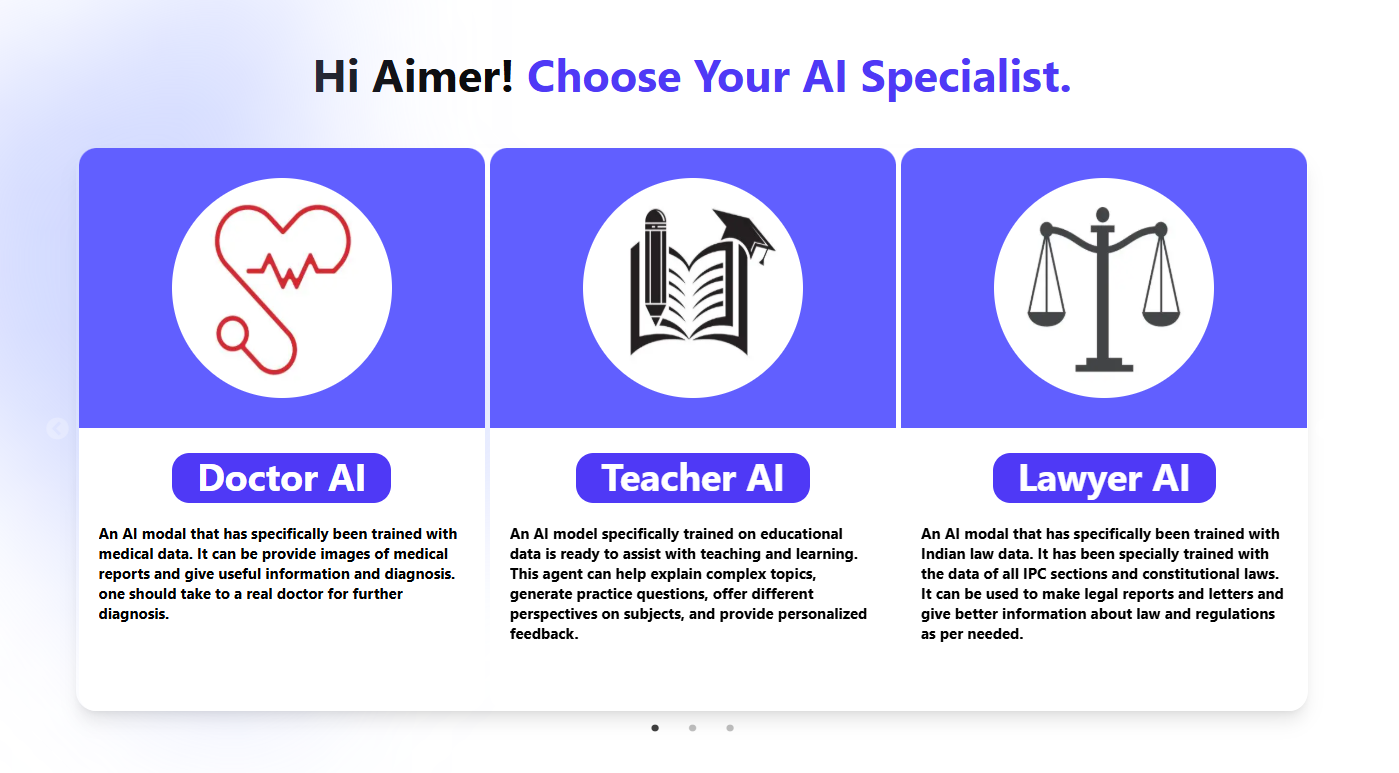 Hi Aimer! Choose Your AI Specialist.
Doctor AI
An AI modal that has specifically been trained with
medical data. It can be provide images of medical
reports and give useful information and diagnosis.
one should take to a real doctor for further
diagnosis.
Teacher AI
An AI model specifically trained on educational
data is ready to assist with teaching and learning.
This agent can help explain complex topics,
generate practice questions, offer different
perspectives on subjects, and provide personalized
feedback.
Lawyer AI
An AI modal that has specifically been trained with
Indian law data. It has been specially trained with
the data of all IPC sections and constitutional laws.
It can be used to make legal reports and letters and
give better information about law and regulations
as per needed.